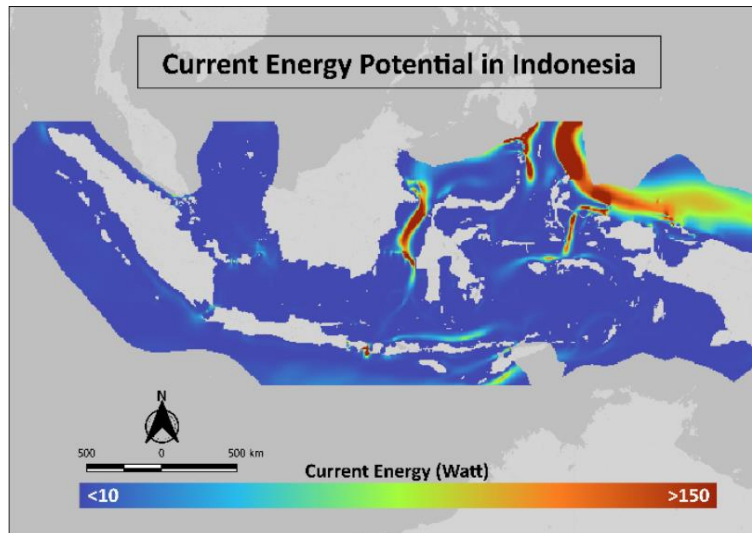 Current Energy Potential in Indonesia
N
500 0 500 km
Current Energy (Watt)
<10 >150